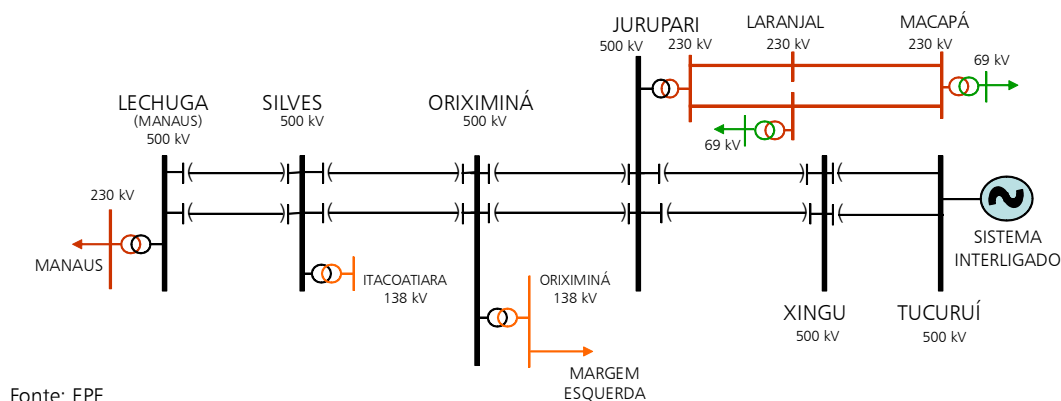 JURUPARI
500 kV
230 kV
LARANJAL
230 kV
MACAPÁ
230 kV
69 kV
69 kV
LECHUGA
(MANAUS)
500 kV
SILVES
500 kV
ORIXIMINÁ
500 kV
230 kV
MANAUS
ITACOATIARA
138 kV
ORIXIMINÁ
138 kV
MARGEM
ESQUERDA
XINGU
500 kV
TUCURUÍ
500 kV
SISTEMA
INTERLIGADO
Fonte: EPE